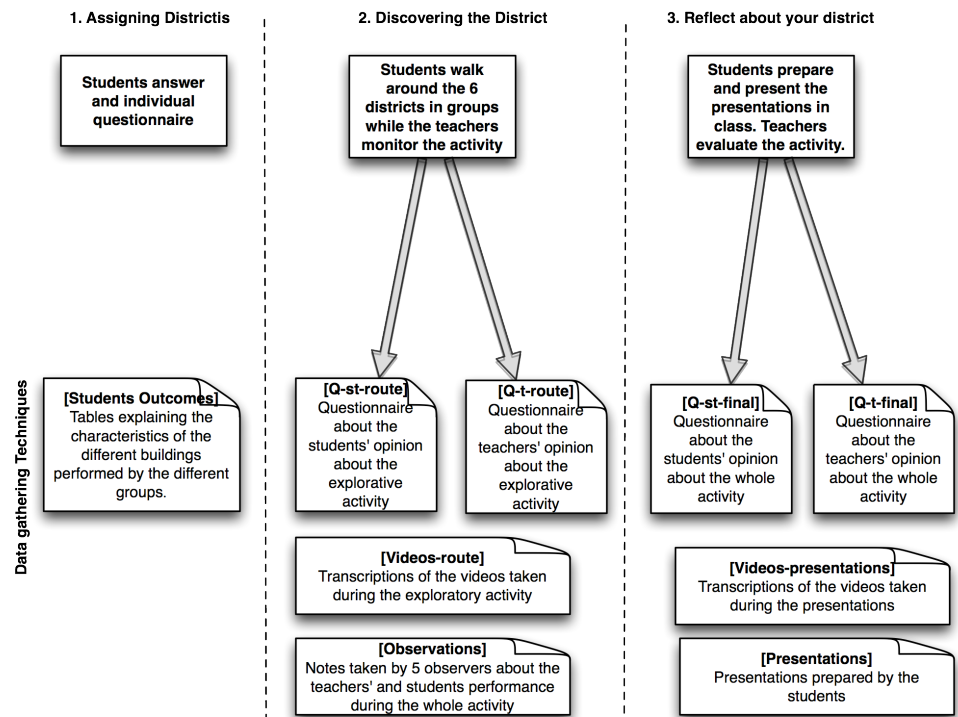 1. Assigning Districtis
2. Discovering the District
3. Reflect about your district
Students answer
and individual
questionnaire
Students walk
around the 6
districts in groups
while the teachers
monitor the activity
Students prepare
and present the
presentations in
class. Teachers
evaluate the activity.
Data gathering Techniques
[Students Outcomes]
Tables explaining the
characteristics of the
different buildings
performed by the different
groups.
[Q-st-route]
Questionnaire
about the
students' opinion
about the
explorative
activity
[Q-t-route]
Questionnaire
about the
teachers' opinion
about the
explorative
activity
[Q-st-final]
Questionnaire
about the
students' opinion
about the whole
activity
[Q-t-final]
Questionnaire
about the
teachers' opinion
about the whole
activity
[Videos-route]
Transcriptions of the videos taken
during the exploratory activity
[Videos-presentations]
Transcriptions of the videos taken
during the presentations
[Observations]
Notes taken by 5 observers about the
teachers' and students performance
during the whole activity
[Presentations]
Presentations prepared by the
students